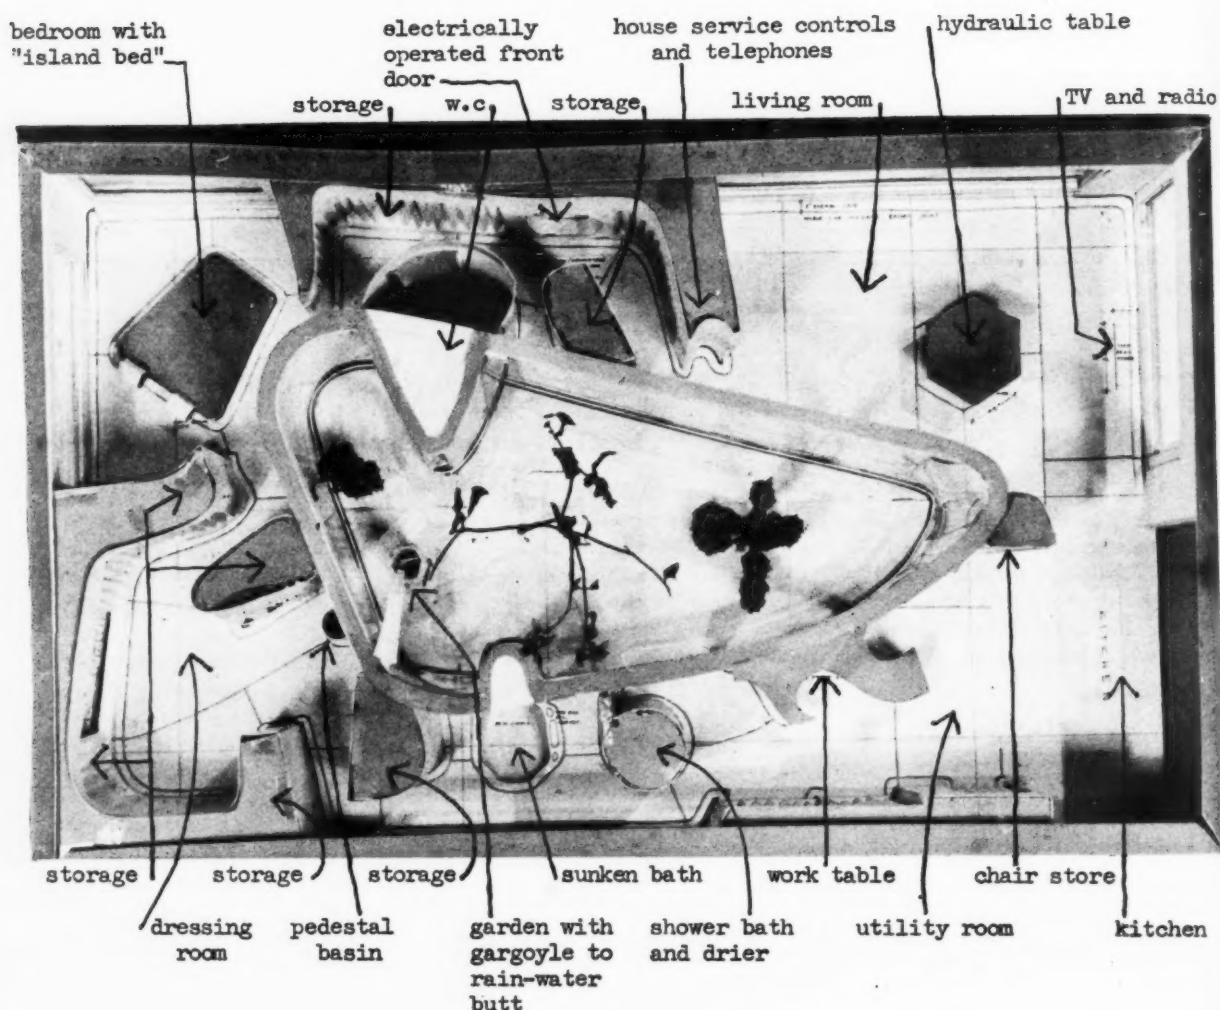 bedroom with
"island bed"
electrically
operated front
door
house service controls
and telephones
hydraulic table
storage
w.c
storage
living room
TV and radio
KITCHEN
storage
storage
storage
sunken bath
work table
chair store
dressing
room
pedestal
basin
garden with
gargoyle to
rain-water
butt
shower bath
and drier
utility room
kitchen